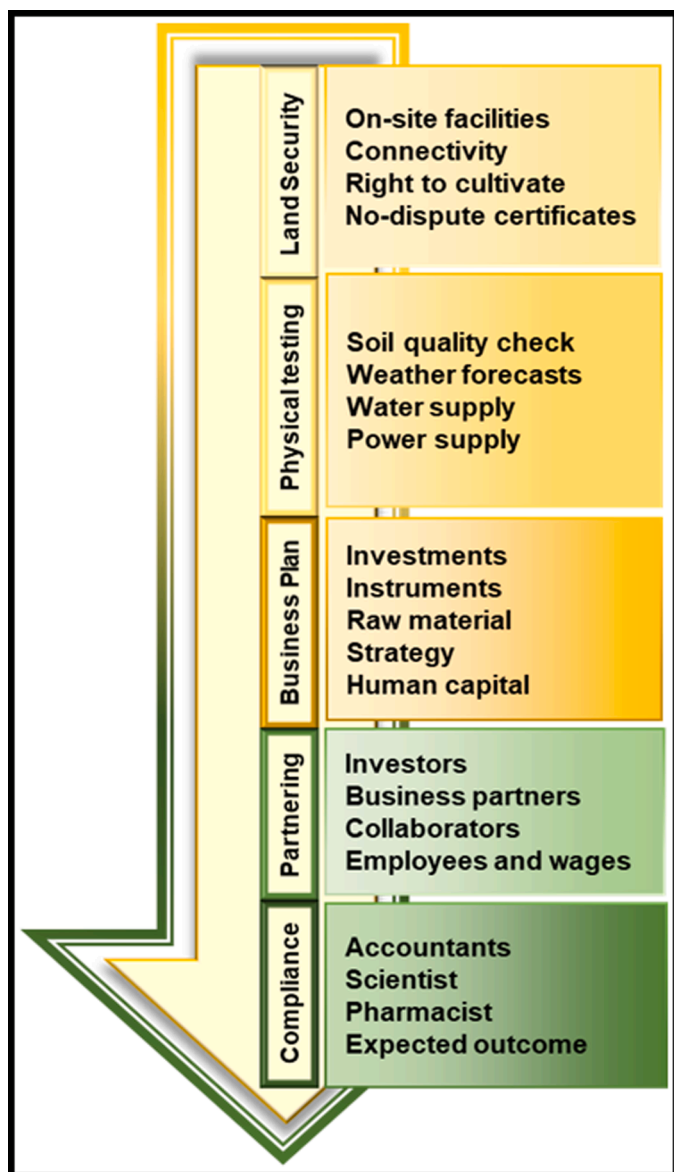 Land Security
On-site facilities
Connectivity
Right to cultivate
No-dispute certificates
Physical testing
Soil quality check
Weather forecasts
Water supply
Power supply
Business Plan
Investments
Instruments
Raw material
Strategy
Human capital
Partnering
Investors
Business partners
Collaborators
Employees and wages
Compliance
Accountants
Scientist
Pharmacist
Expected outcome